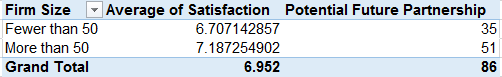 Firm Size Average of Satisfaction Potential Future Partnership
Fewer than 50 6.707142857 35
More than 50 7.187254902 51
Grand Total 6.952 86